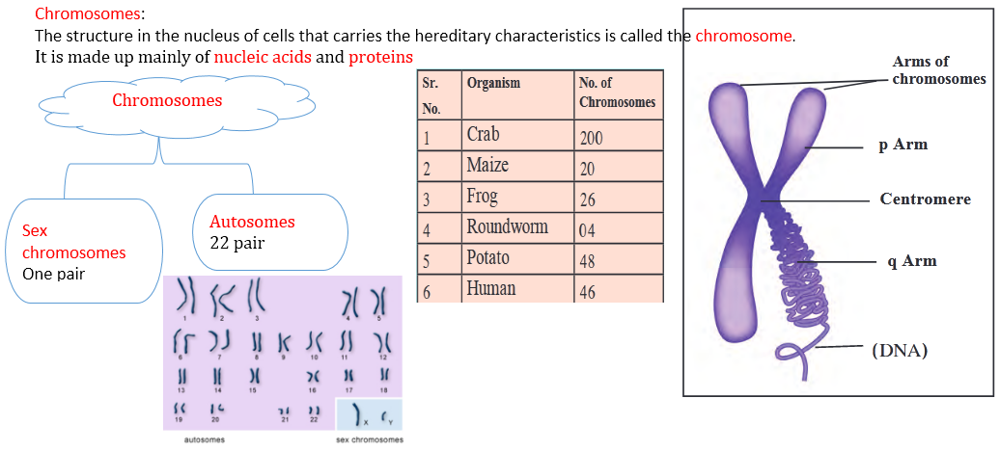 Chromosomes:
The structure in the nucleus of cells that carries the hereditary characteristics is called the chromosome.
It is made up mainly of nucleic acids and proteins
Chromosomes
Sex
chromosomes
One pair
Autosomes
22 pair
Sr. No. Organism No. of Chromosomes
1 Crab 200
2 Maize 20
3 Frog 26
4 Roundworm 04
5 Potato 48
6 Human 46
1 2 3 4 5
6 7 8 9 10 11 12
13 14 15 16 17 18
19 20 21 22 X Y
autosomes sex chromosomes
Arms of
chromosomes
p Arm
Centromere
q Arm
(DNA)